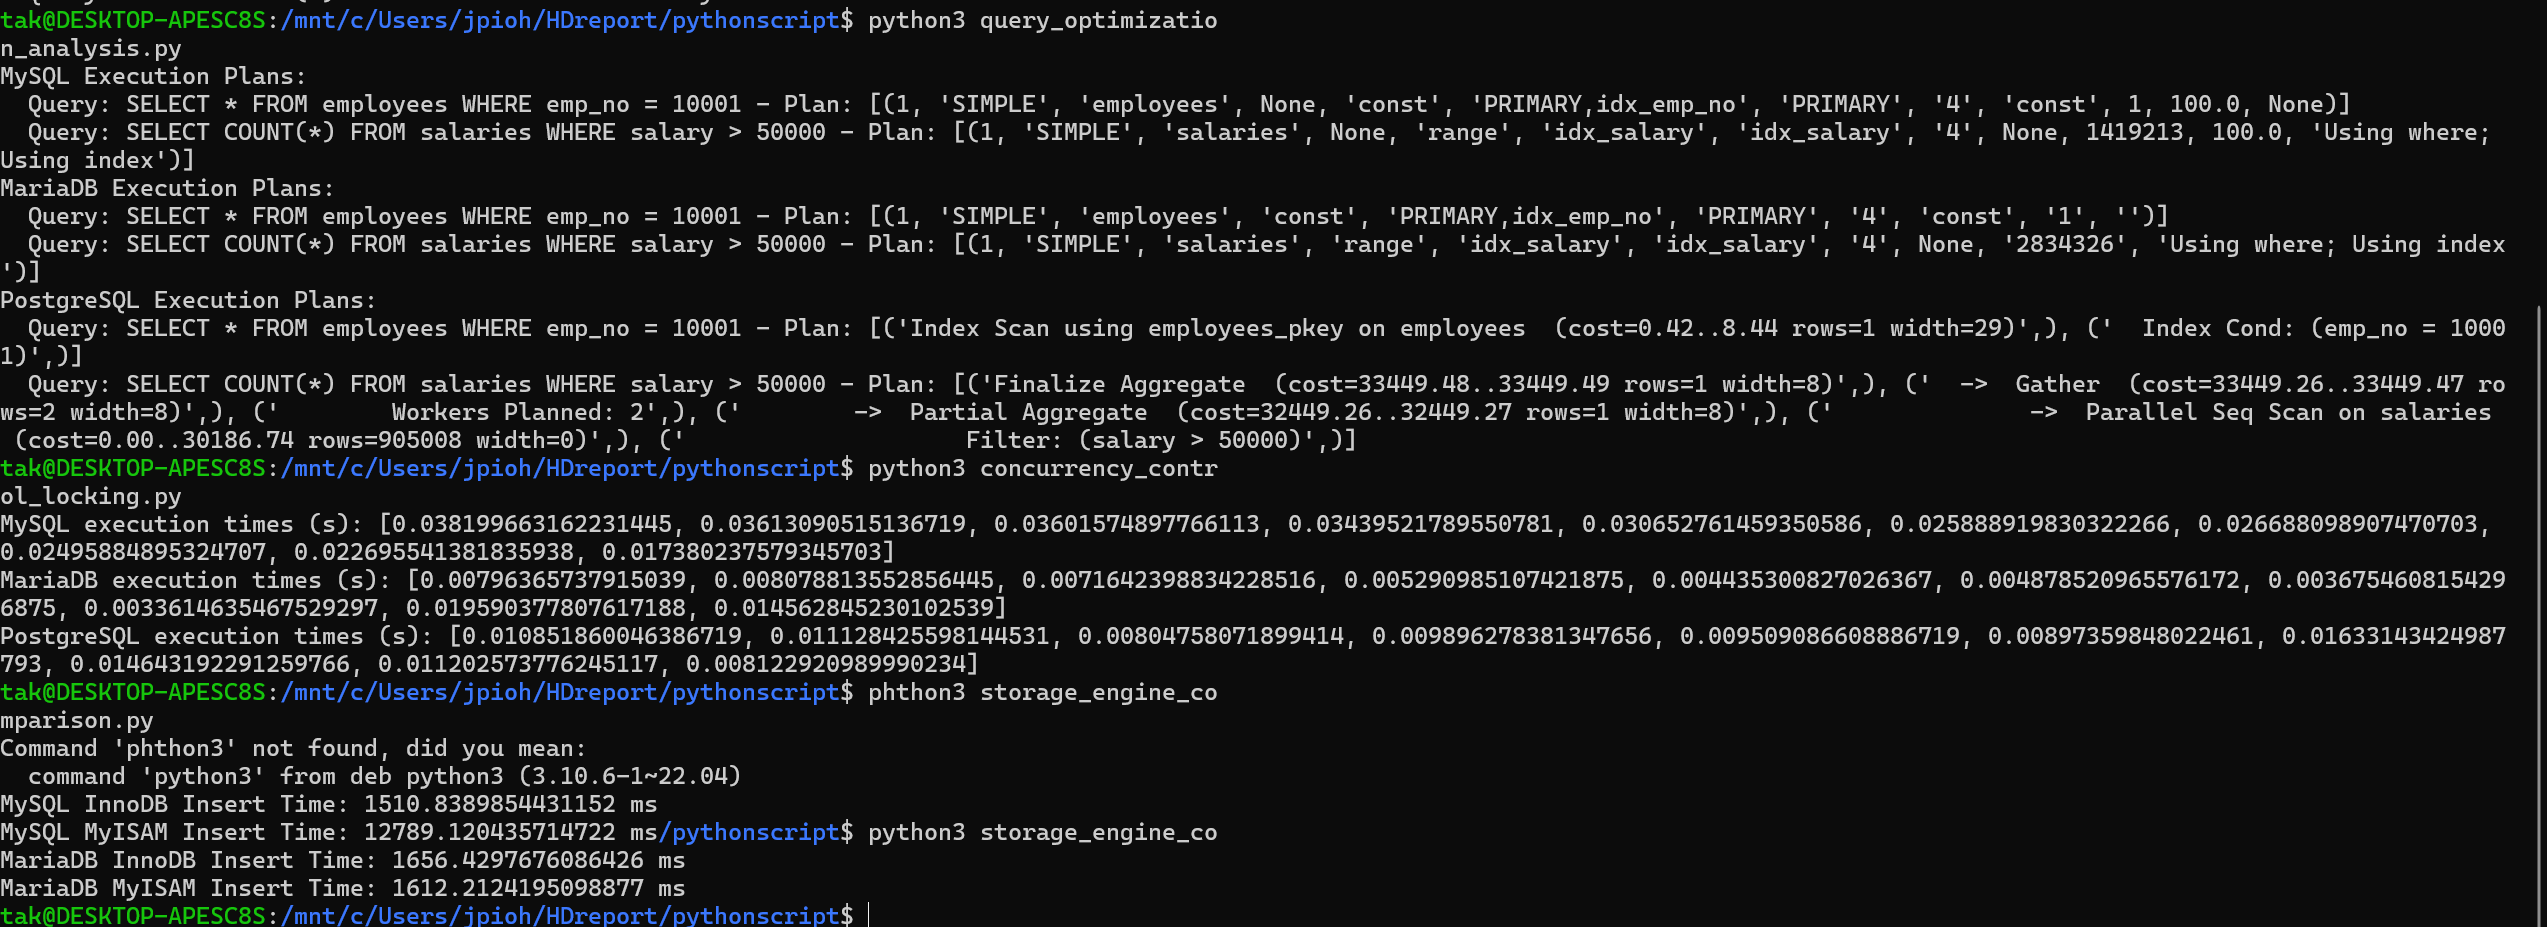 tak@DESKTOP-APESC8S:/mnt/c/Users/jpioh/HDreport/pythonscript$ python3 query_optimizatio
n_analysis.py
MySQL Execution Plans:
  Query: SELECT * FROM employees WHERE emp_no = 10001 - Plan: [(1, 'SIMPLE', 'employees', None, 'const', 'PRIMARY,idx_emp_no', 'PRIMARY', '4', 'const', 1, 100.0, None)]
  Query: SELECT COUNT(*) FROM salaries WHERE salary > 50000 - Plan: [(1, 'SIMPLE', 'salaries', None, 'range', 'idx_salary', 'idx_salary', '4', None, 1419213, 100.0, 'Using where;
Using index')]
MariaDB Execution Plans:
  Query: SELECT * FROM employees WHERE emp_no = 10001 - Plan: [(1, 'SIMPLE', 'employees', 'const', 'PRIMARY,idx_emp_no', 'PRIMARY', '4', 'const', '1', '')]
  Query: SELECT COUNT(*) FROM salaries WHERE salary > 50000 - Plan: [(1, 'SIMPLE', 'salaries', 'range', 'idx_salary', 'idx_salary', '4', None, '2834326', 'Using where; Using index
')]
PostgreSQL Execution Plans:
  Query: SELECT * FROM employees WHERE emp_no = 10001 - Plan: [('Index Scan using employees_pkey on employees  (cost=0.42..8.44 rows=1 width=29)',), ('  Index Cond: (emp_no = 1000
1)',)]
  Query: SELECT COUNT(*) FROM salaries WHERE salary > 50000 - Plan: [('Finalize Aggregate  (cost=33449.48..33449.49 rows=1 width=8)',), ('  ->  Gather  (cost=33449.26..33449.47 ro
ws=2 width=8)',), ('        Workers Planned: 2',), ('        ->  Partial Aggregate  (cost=32449.26..32449.27 rows=1 width=8)',), ('              ->  Parallel Seq Scan on salaries
 (cost=0.00..30186.74 rows=905008 width=0)',), ('                    Filter: (salary > 50000)',)]
tak@DESKTOP-APESC8S:/mnt/c/Users/jpioh/HDreport/pythonscript$ python3 concurrency_contr
ol_locking.py
MySQL execution times (s): [0.038199663162231445, 0.03613090515136719, 0.03601574897766113, 0.03439521789550781, 0.030652761459350586, 0.025888919830322266, 0.026688098907470703,
0.02495884895324707, 0.022695541381835938, 0.017380237579345703]
MariaDB execution times (s): [0.00796365737915039, 0.008078813552856445, 0.0071642398834228516, 0.005290985107421875, 0.004435300827026367, 0.004878520965576172, 0.003675460815429
6875, 0.0033614635467529297, 0.019590377807617188, 0.014562845230102539]
PostgreSQL execution times (s): [0.010851860046386719, 0.011128425598144531, 0.00804758071899414, 0.009896278381347656, 0.009509086608886719, 0.00897359848022461, 0.01633143424987
793, 0.014643192291259766, 0.011202573776245117, 0.008122920989990234]
tak@DESKTOP-APESC8S:/mnt/c/Users/jpioh/HDreport/pythonscript$ phthon3 storage_engine_co
mparison.py
Command 'phthon3' not found, did you mean:
  command 'python3' from deb python3 (3.10.6-1~22.04)
MySQL InnoDB Insert Time: 1510.8389854431152 ms
MySQL MyISAM Insert Time: 12789.120435714722 ms/pythonscript$ python3 storage_engine_co
MariaDB InnoDB Insert Time: 1656.4297676086426 ms
MariaDB MyISAM Insert Time: 1612.2124195098877 ms
tak@DESKTOP-APESC8S:/mnt/c/Users/jpioh/HDreport/pythonscript$